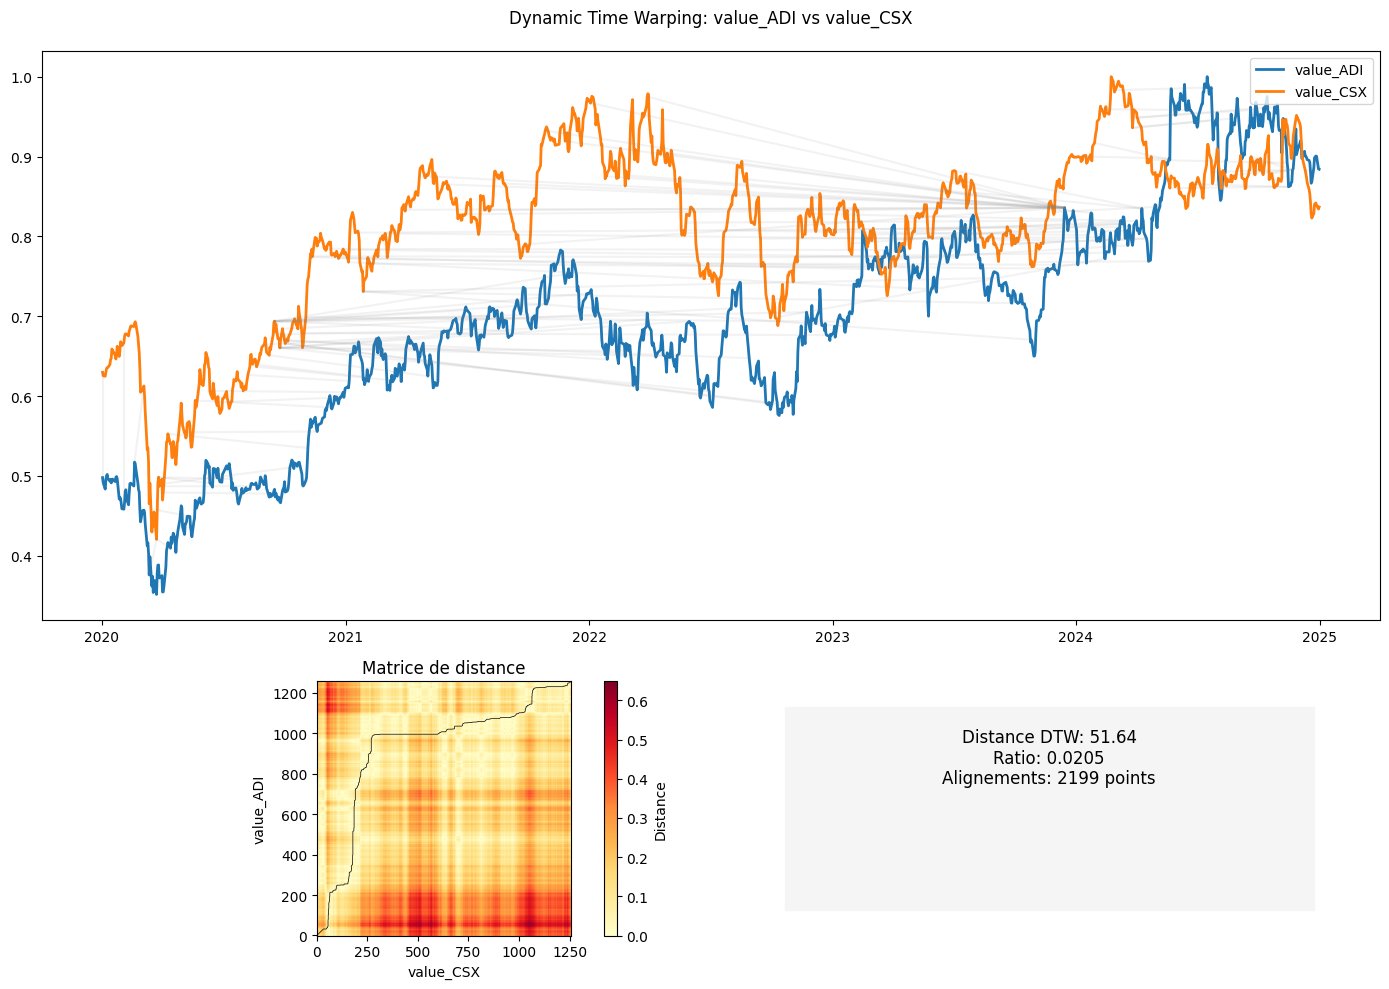 Dynamic Time Warping: value_ADI vs value_CSX
value_ADI
value_CSX
1.0
0.9
0.8
0.7
0.6
0.5
0.4
2020 2021 2022 2023 2024 2025
Matrice de distance
value_ADI
1200
1000
800
600
400
200
0
0 250 500 750 1000 1250
value_CSX
0.6
0.5
0.4
0.3
0.2
0.1
0.0
Distance
Distance DTW: 51.64
Ratio: 0.0205
Alignements: 2199 points